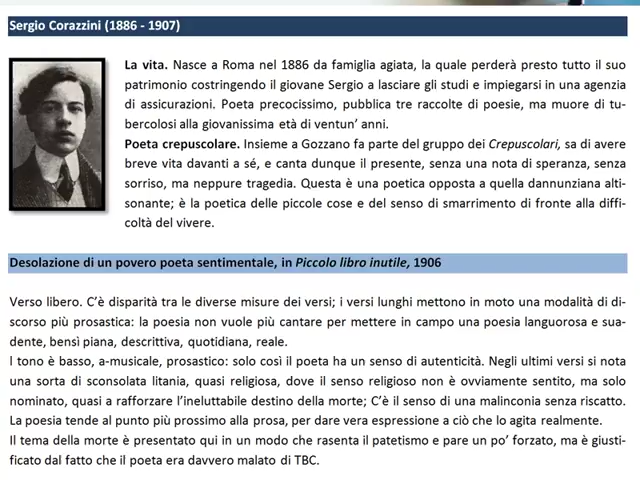 Sergio Corazzini (1886 - 1907)
La vita. Nasce a Roma nel 1886 da famiglia agiata, la quale perderà presto tutto il suo
patrimonio costringendo il giovane Sergio a lasciare gli studi e impiegarsi in una agenzia
di assicurazioni. Poeta precocissimo, pubblica tre raccolte di poesie, ma muore di tu-
bercolosi alla giovanissima età di ventun' anni.
Poeta crepuscolare. Insieme a Gozzano fa parte del gruppo dei Crepuscolari, sa di avere
breve vita davanti a sé, e canta dunque il presente, senza una nota di speranza, senza
sorriso, ma neppure tragedia. Questa è una poetica opposta a quella dannunziana alti-
sonante; è la poetica delle piccole cose e del senso di smarrimento di fronte alla diffi-
coltà del vivere.
Desolazione di un povero poeta sentimentale, in Piccolo libro inutile, 1906
Verso libero. C'è disparità tra le diverse misure dei versi; i versi lunghi mettono in moto una modalità di di-
scorso più prosastica: la poesia non vuole più cantare per mettere in campo una poesia languorosa e sua-
dente, bensì piana, descrittiva, quotidiana, reale.
l tono è basso, a-musicale, prosastico: solo così il poeta ha un senso di autenticità. Negli ultimi versi si nota
una sorta di sconsolata litania, quasi religiosa, dove il senso religioso non è ovviamente sentito, ma solo
nominato, quasi a rafforzare l'ineluttabile destino della morte; C'è il senso di una malinconia senza riscatto.
La poesia tende al punto più prossimo alla prosa, per dare vera espressione a ciò che lo agita realmente.
Il tema della morte è presentato qui in un modo che rasenta il patetismo e pare un po' forzato, ma è giusti-
ficato dal fatto che il poeta era davvero malato di TBC.